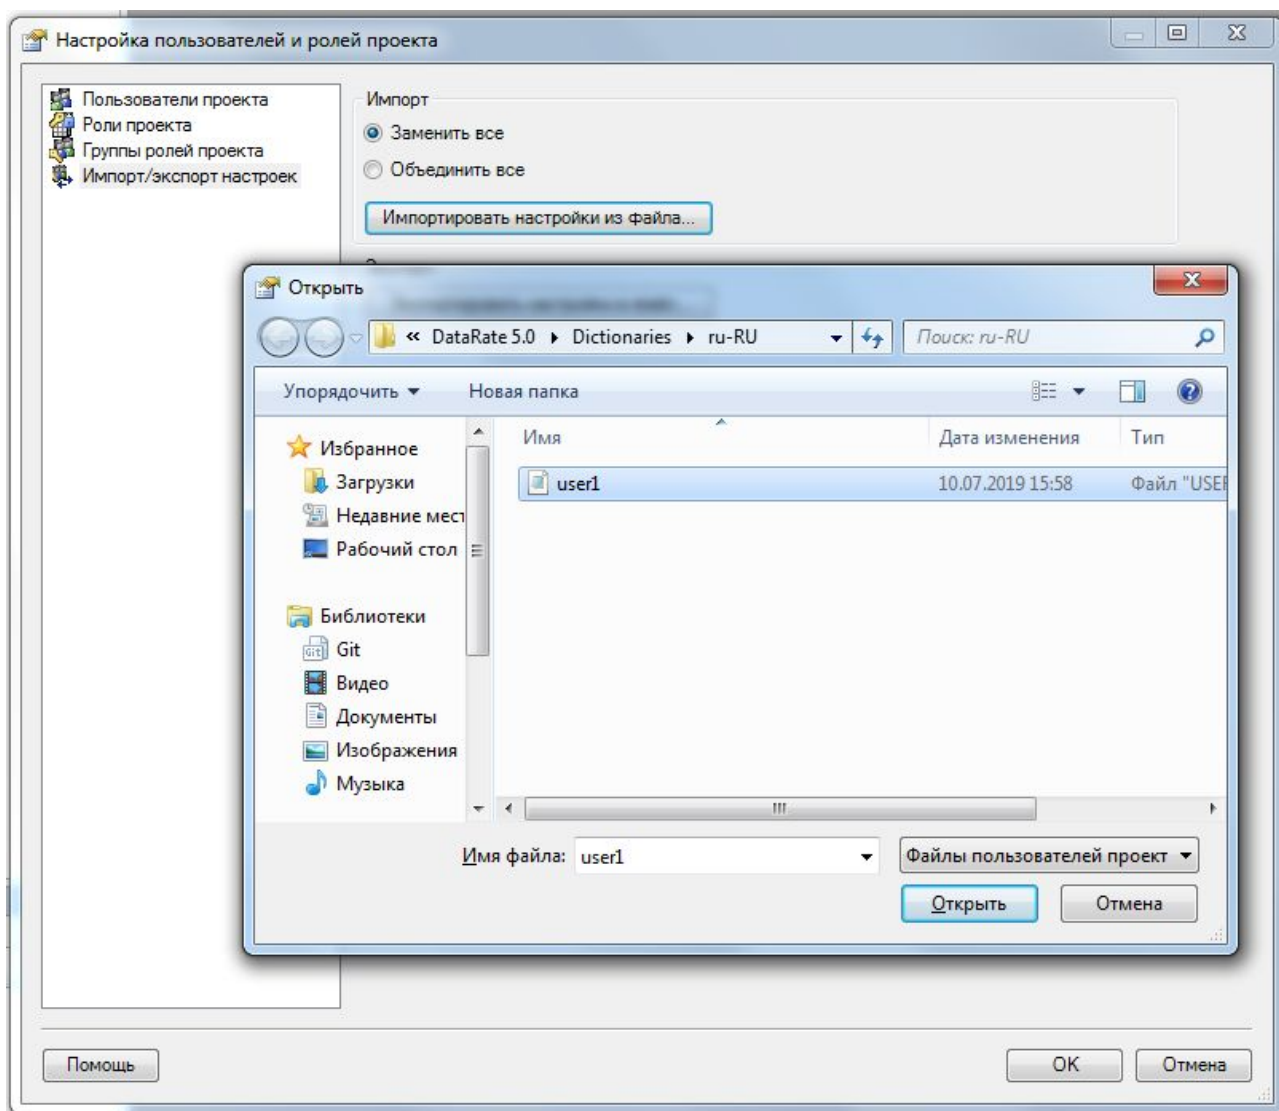 Настройка пользователей и ролей проекта
Пользователи проекта
Роли проекта
Группы ролей проекта
Импорт/экспорт настроек
Импорт
Заменить все
Объединить все
Импортировать настройки из файла...
Открыть
« DataRate 5.0 Dictionaries ru-RU
Поиск: ru-RU
Упорядочить
Новая папка
Имя
Дата изменения
Тип
Избранное
Загрузки
Недавние мест
Рабочий стол
Библиотеки
Git
Видео
Документы
Изображения
Музыка
user1
10.07.2019 15:58
Файл "USER
Имя файла: user1
Файлы пользователей проект
Открыть
Отмена
Помощь
OK
Отмена